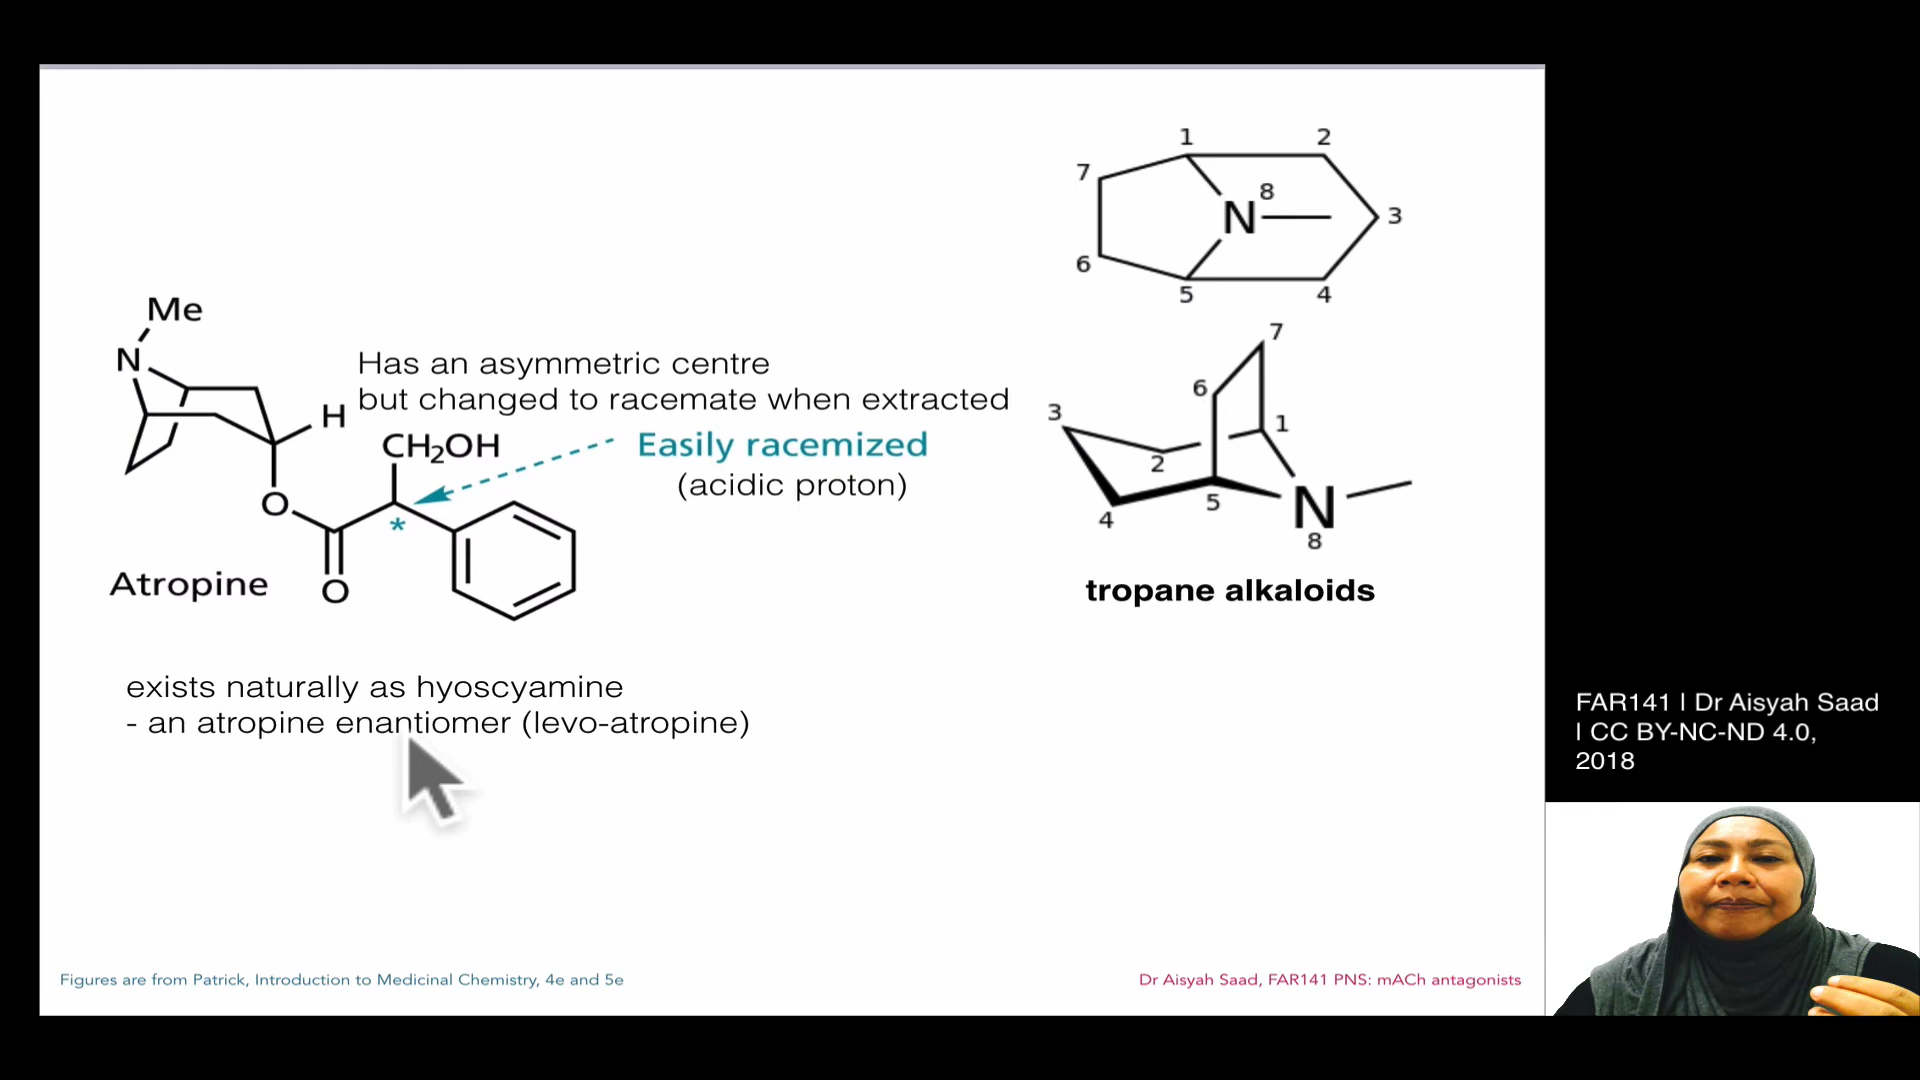 1
2
7
8
N
3
6
5
4
Me
N
Has an asymmetric centre
but changed to racemate when extracted
H
CH₂OH
Easily racemized
(acidic proton)
O
*
O
Atropine
7
6
3
1
2
5
4
N
8
tropane alkaloids
exists naturally as hyoscyamine
- an atropine enantiomer (levo-atropine)
FAR141 | Dr Aisyah Saad
| CC BY-NC-ND 4.0,
2018
Figures are from Patrick, Introduction to Medicinal Chemistry, 4e and 5e
Dr Aisyah Saad, FAR141 PNS: mACh antagonists